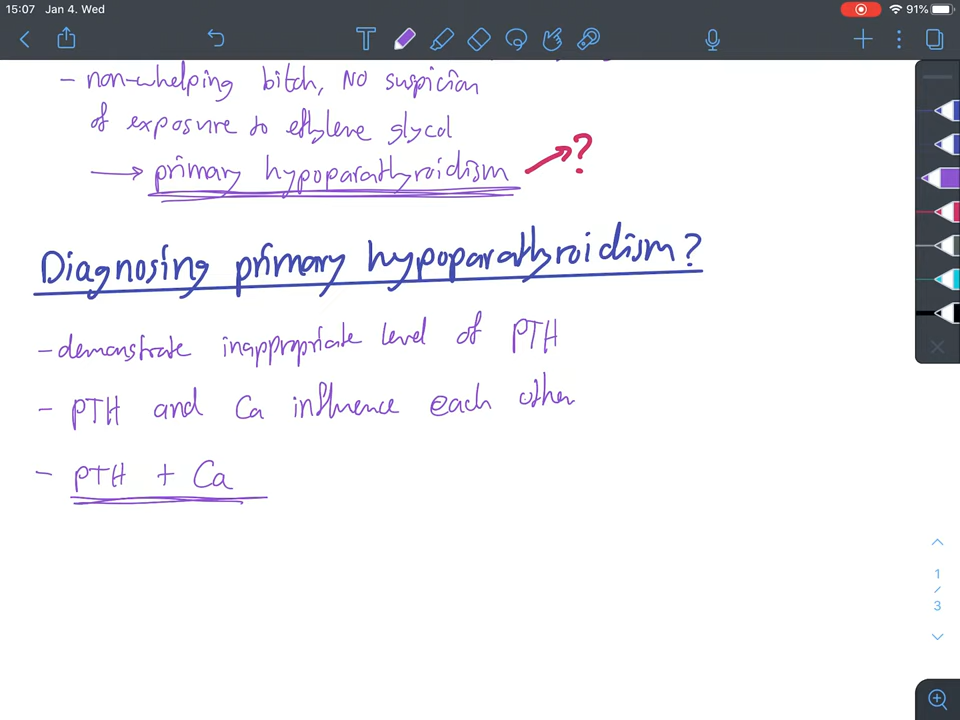 15:07 Jan 4. Wed
91%
- non-whelping bitch, NO suspicion
of exposure to ethylene glycol
→ primary hypoparathyroidism → ?
Diagnosing primary hypoparathyroidism?
- demonstrate inappropriate level of PTH
- PTH and Ca influence each other
- PTH + Ca
1
/
3